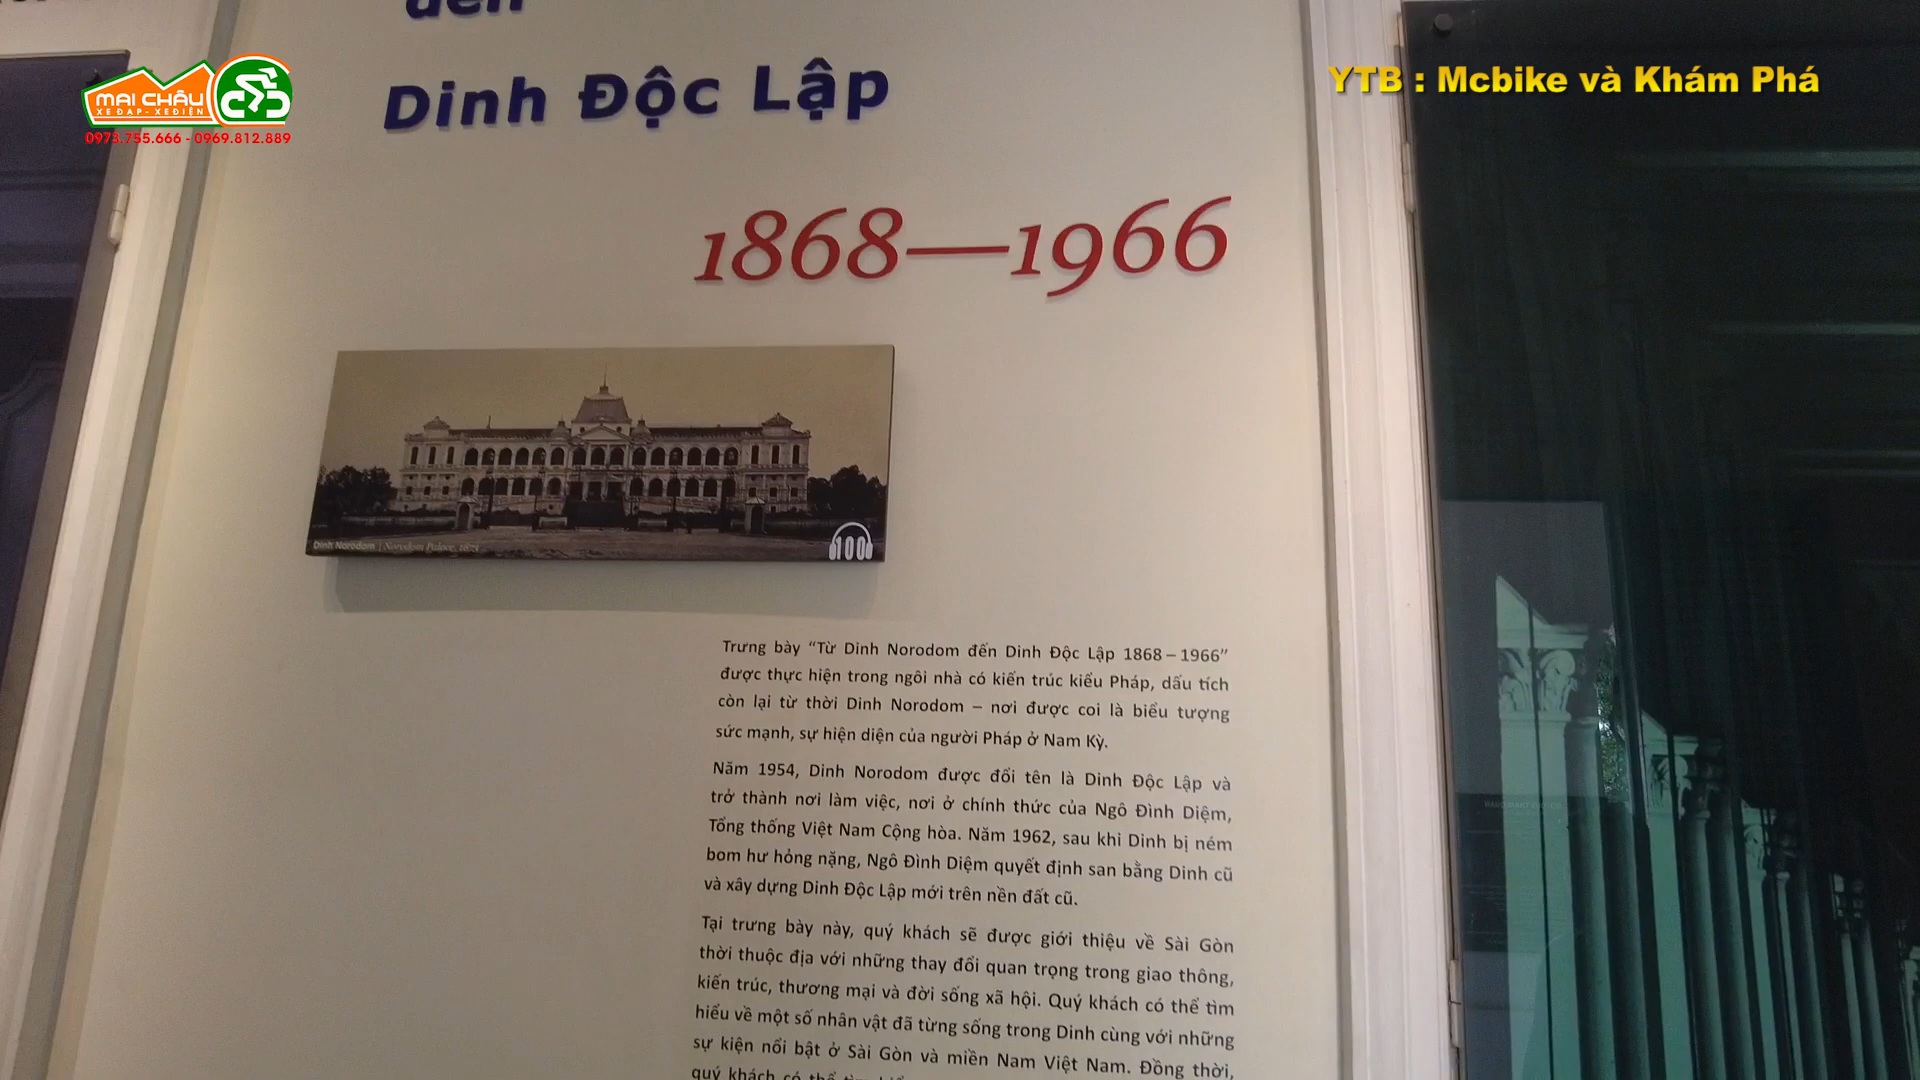 đến
Dinh Độc Lập
1868—1966
MAI CHÂU
XE ĐẠP - XE ĐIỆN
0973.755.666 - 0969.812.889
YTB : Mcbike và Khám Phá
Dinh Norodom | Norodom Palace, 1875
100
Trưng bày “Từ Dinh Norodom đến Dinh Độc Lập 1868 – 1966”
được thực hiện trong ngôi nhà có kiến trúc kiểu Pháp, dấu tích
còn lại từ thời Dinh Norodom – nơi được coi là biểu tượng
sức mạnh, sự hiện diện của người Pháp ở Nam Kỳ.
Năm 1954, Dinh Norodom được đổi tên là Dinh Độc Lập và
trở thành nơi làm việc, nơi ở chính thức của Ngô Đình Diệm,
Tổng thống Việt Nam Cộng hòa. Năm 1962, sau khi Dinh bị ném
bom hư hỏng nặng, Ngô Đình Diệm quyết định san bằng Dinh cũ
và xây dựng Dinh Độc Lập mới trên nền đất cũ.
Tại trưng bày này, quý khách sẽ được giới thiệu về Sài Gòn
thời thuộc địa với những thay đổi quan trọng trong giao thông,
kiến trúc, thương mại và đời sống xã hội. Quý khách có thể tìm
hiểu về một số nhân vật đã từng sống trong Dinh cùng với những
sự kiện nổi bật ở Sài Gòn và miền Nam Việt Nam. Đồng thời,
quý khách có thể